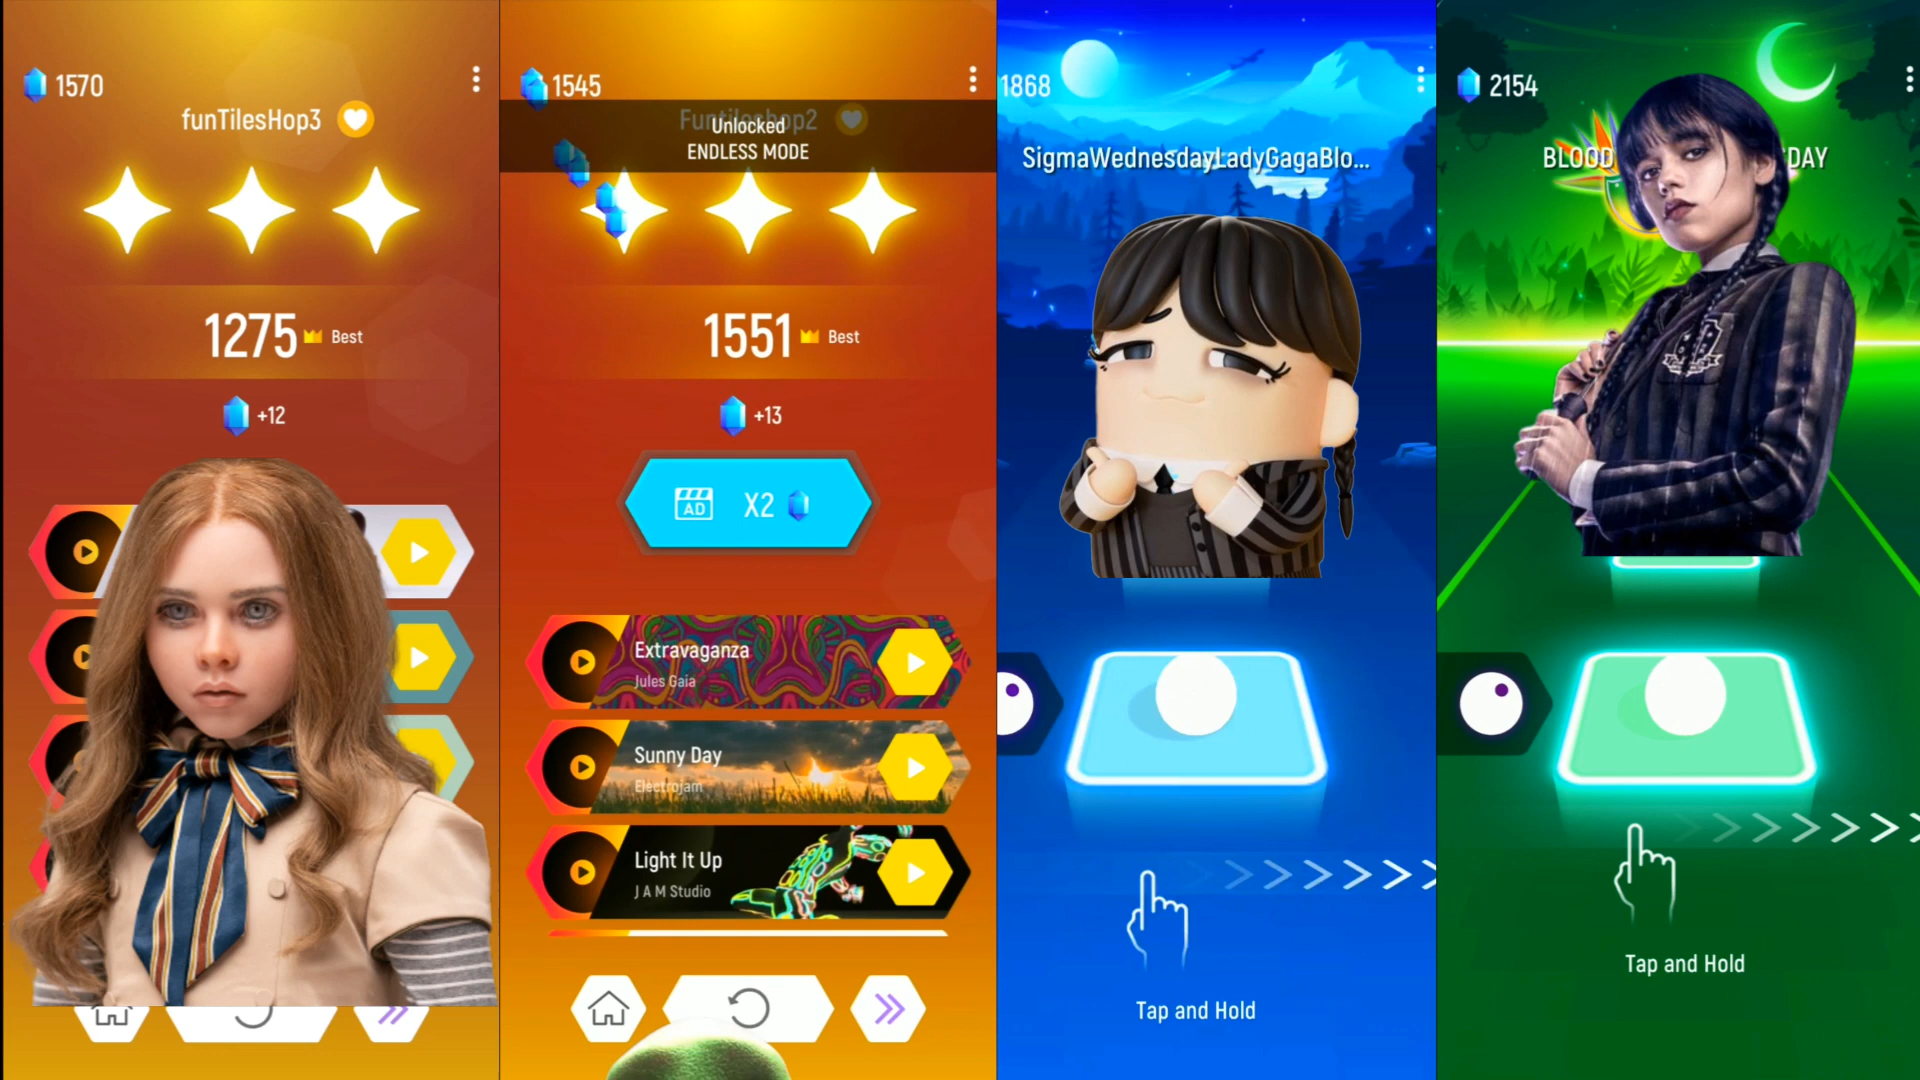 1570
funTilesHop3
1275 Best
+12
1545
Funtileshop2
Unlocked
ENDLESS MODE
1551 Best
+13
AD X2
Extravaganza
Jules Gaia
Sunny Day
Electrojam
Light It Up
J A M Studio
1868
SigmaWednesdayLadyGagaBlo...
Tap and Hold
2154
BLOOD DAY
Tap and Hold